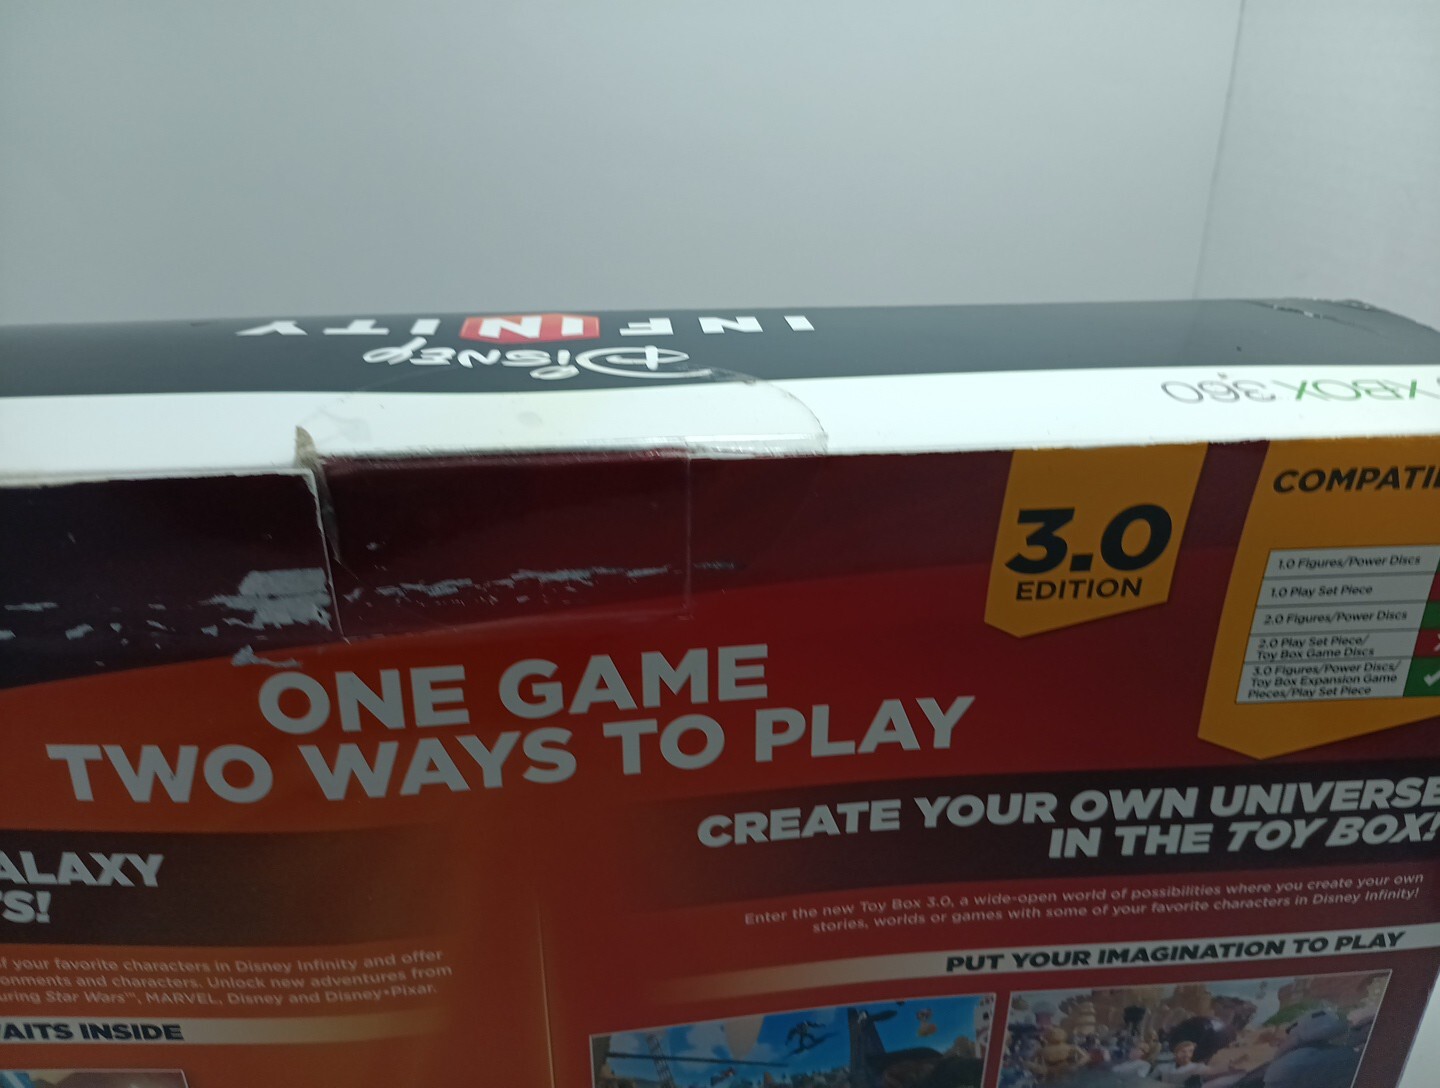 INFINITY
Disney
XBOX 360
3.0
EDITION
COMPATI
1.0 Figures/Power Discs
1.0 Play Set Piece
2.0 Figures/Power Discs
2.0 Play Set Piece/
Toy Box Game Discs
3.0 Figures/Power Discs/
Toy Box Expansion Game
Pieces/Play Set Piece
ONE GAME
TWO WAYS TO PLAY
ALAXY
S!
f your favorite characters in Disney Infinity and offer
onments and characters. Unlock new adventures from
uring Star Wars™, MARVEL, Disney and Disney•Pixar.
AITS INSIDE
CREATE YOUR OWN UNIVERSE
IN THE TOY BOX!
Enter the new Toy Box 3.0, a wide-open world of possibilities where you create your own
stories, worlds or games with some of your favorite characters in Disney Infinity!
PUT YOUR IMAGINATION TO PLAY